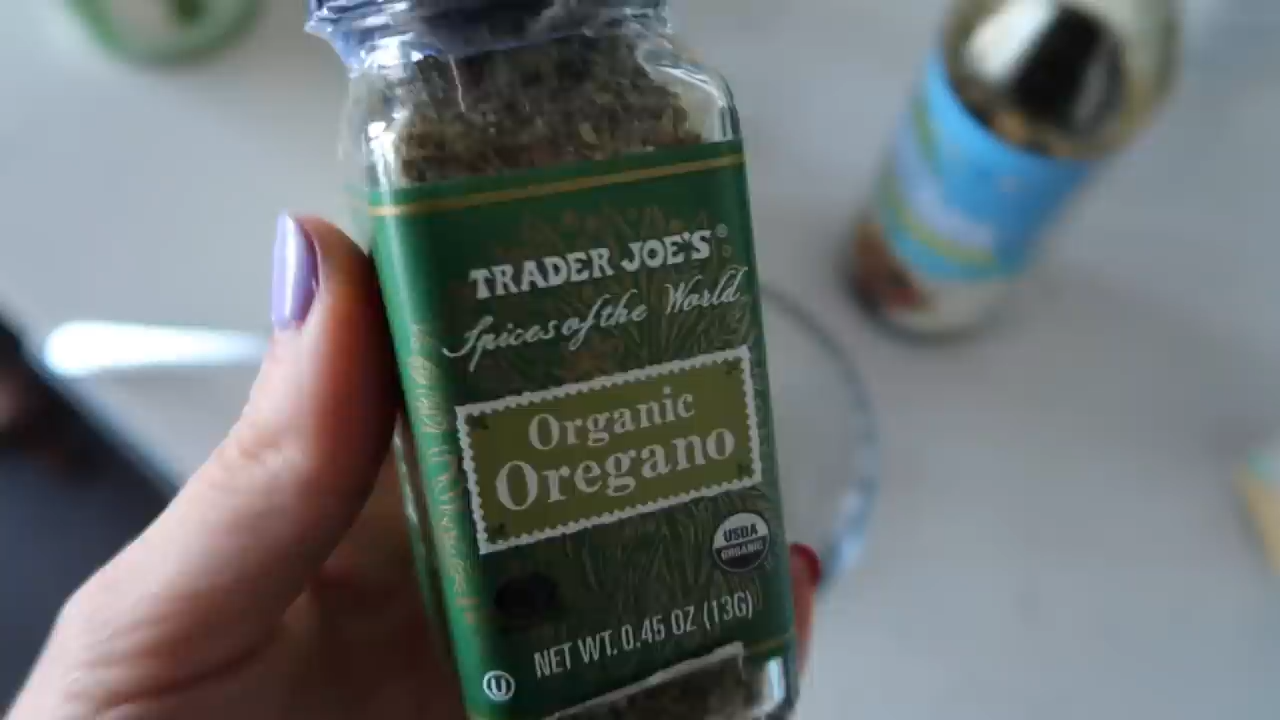 TRADER JOE'S®
Spices of the World
Organic
Oregano
USDA
ORGANIC
NET WT. 0.45 OZ (13G)
U